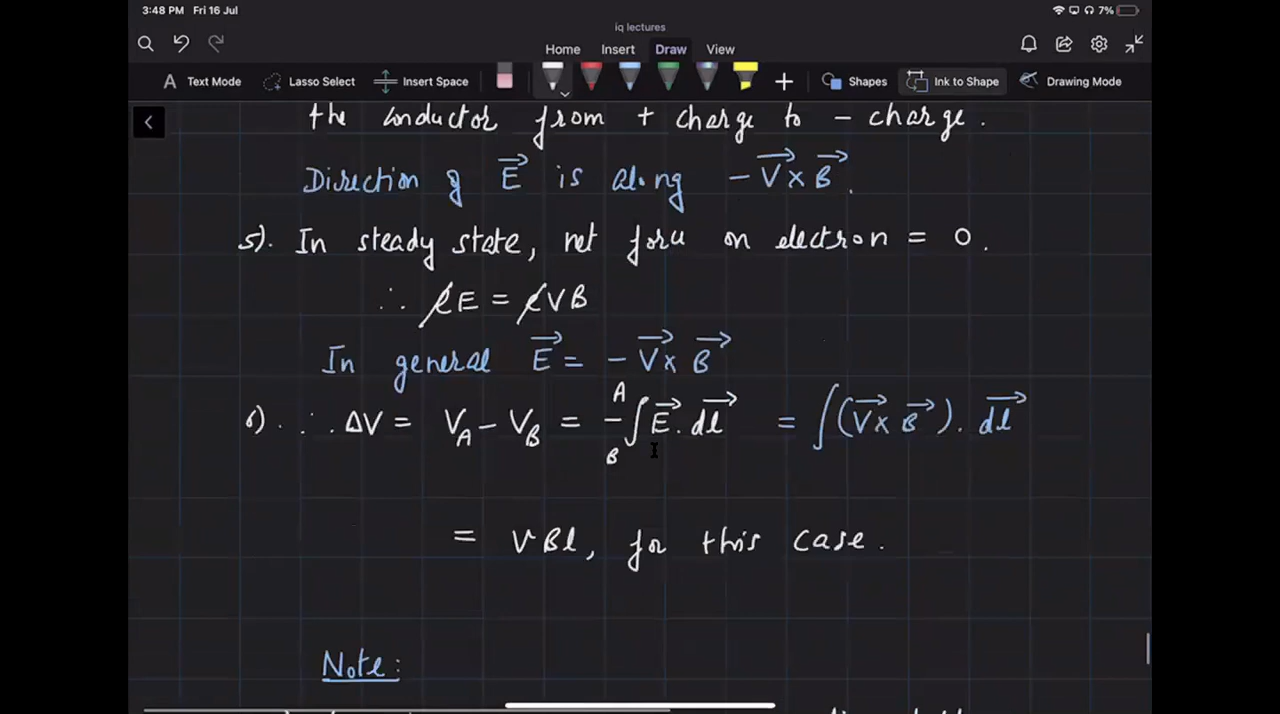 3:48 PM Fri 16 Jul 7%
iq lectures
Home Insert Draw View
Text Mode Lasso Select Insert Space Shapes Ink to Shape Drawing Mode
the conductor from + charge to - charge.
Direction of E⃗ is along -V⃗×B⃗.
5). In steady state, net force on electron = 0.
∴ eE = eVB
In general E⃗ = -V⃗×B⃗
6). ∴ ΔV = V_A - V_B = -∫_B^A E⃗.dl⃗ = ∫(V⃗×B⃗).dl⃗
= VBl, for this case.
Note: